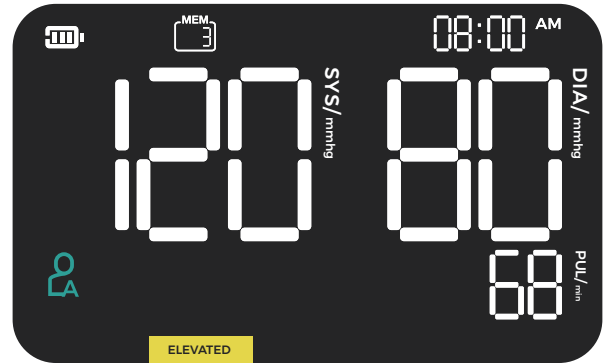 MEM
3
08:00 AM
120
SYS/mmhg
80
DIA/mmhg
68
PUL/min
A
ELEVATED